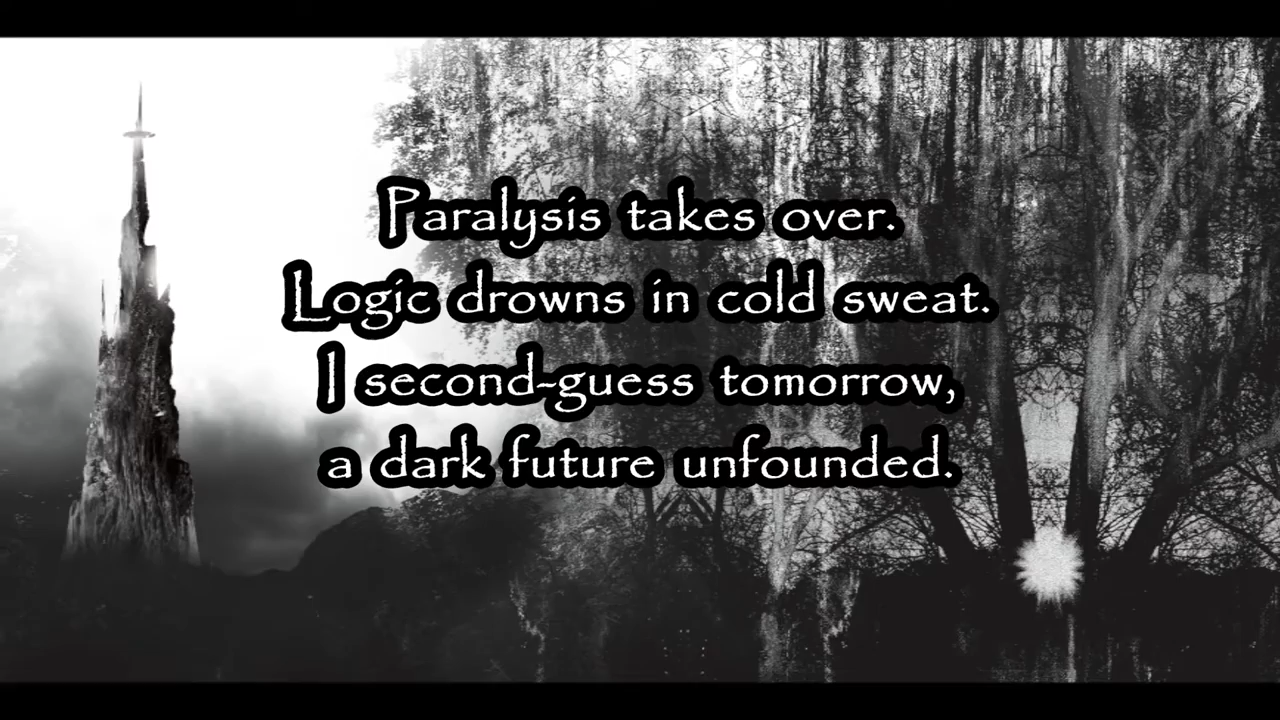 Paralysis takes over.
Logic drowns in cold sweat.
I second-guess tomorrow,
a dark future unfounded.